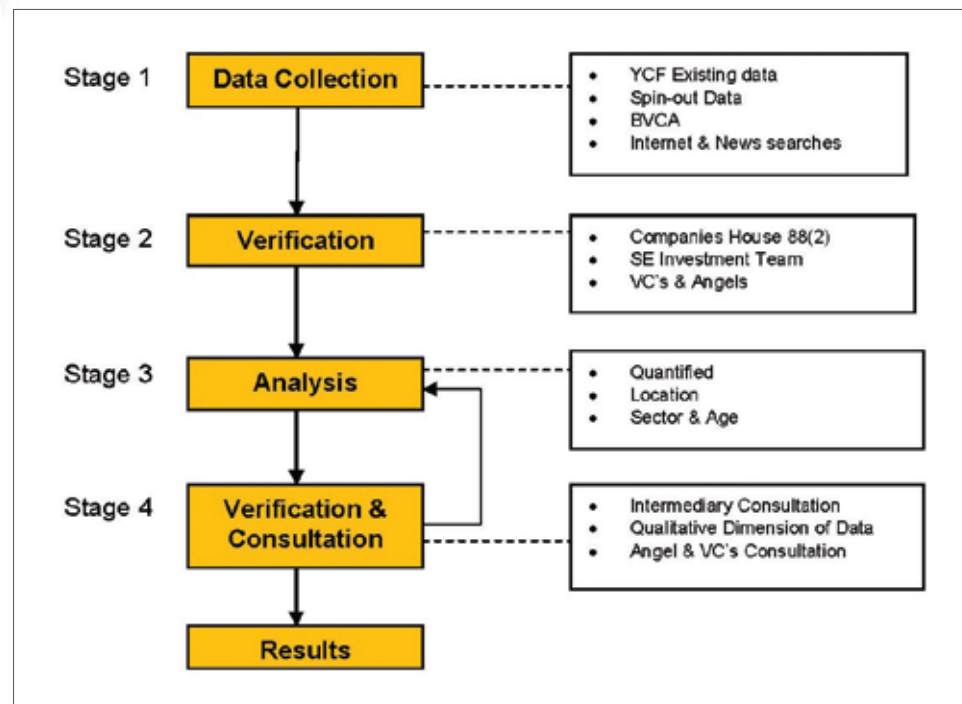 Stage 1
Data Collection
• YCF Existing data
• Spin-out Data
• BVCA
• Internet & News searches
Stage 2
Verification
• Companies House 88(2)
• SE Investment Team
• VC's & Angels
Stage 3
Analysis
• Quantified
• Location
• Sector & Age
Stage 4
Verification &
Consultation
• Intermediary Consultation
• Qualitative Dimension of Data
• Angel & VC's Consultation
Results